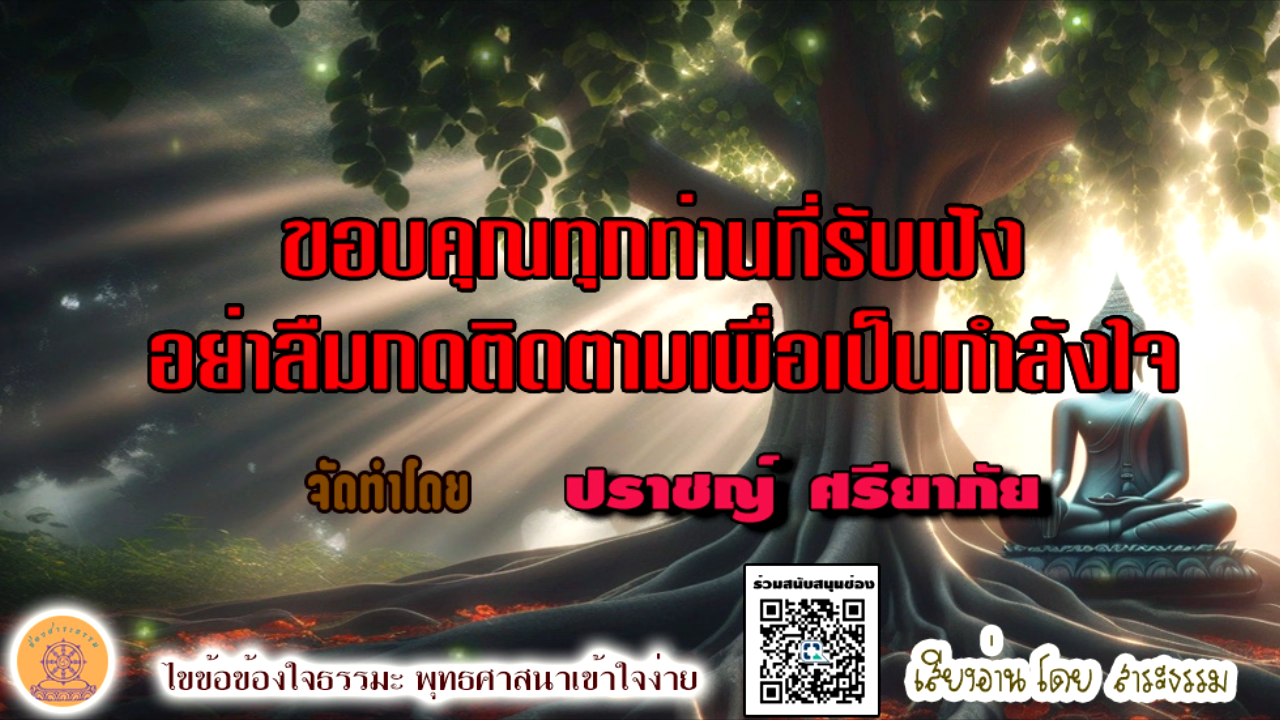 ขอบคุณทุกท่านที่รับฟัง
อย่าลืมกดติดตามเพื่อเป็นกำลังใจ
จัดทำโดย ปราชญ์ ศรียาภัย
ร่วมสนับสนุนช่อง
ไขข้อข้องใจธรรมะ พุทธศาสนาเข้าใจง่าย
เสียงอ่าน โดย สาระธรรม